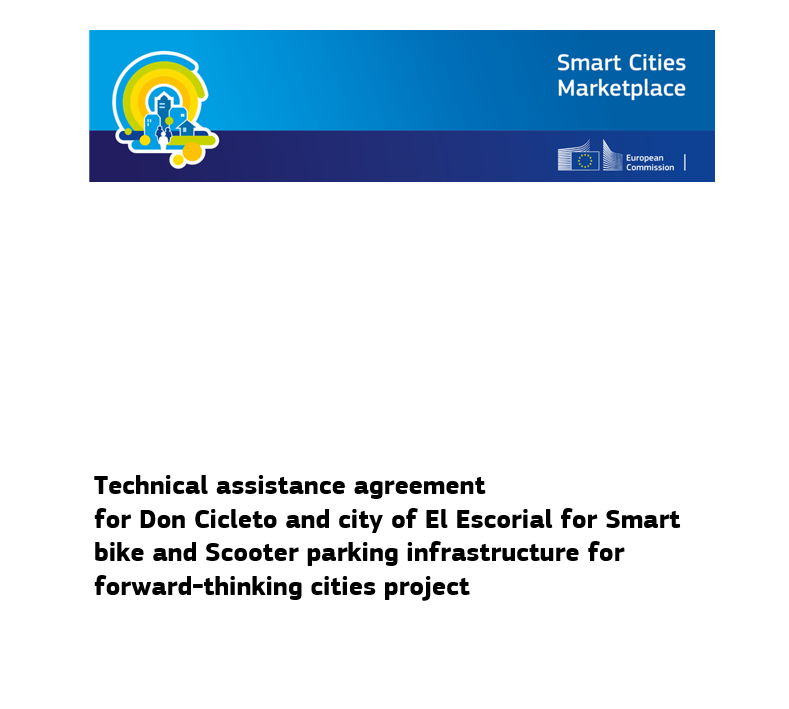 Smart Cities
Marketplace
European
Commission
Technical assistance agreement
for Don Cicleto and city of El Escorial for Smart
bike and Scooter parking infrastructure for
forward-thinking cities project